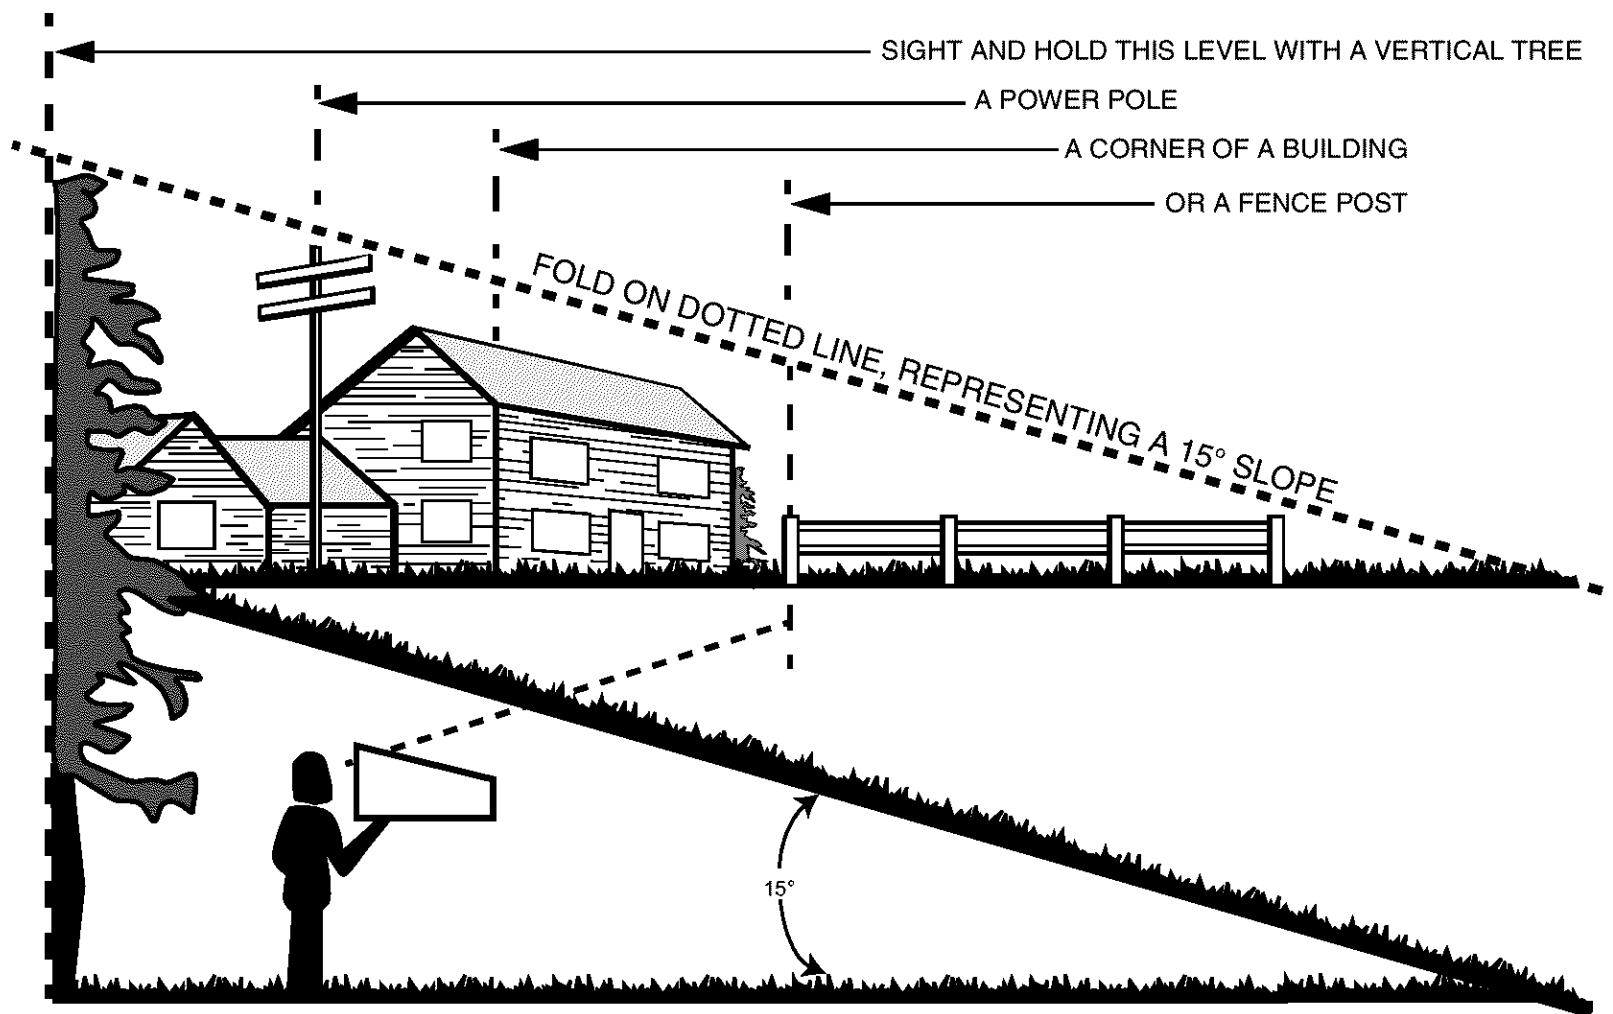 SIGHT AND HOLD THIS LEVEL WITH A VERTICAL TREE
A POWER POLE
A CORNER OF A BUILDING
OR A FENCE POST
FOLD ON DOTTED LINE, REPRESENTING A 15° SLOPE
15°